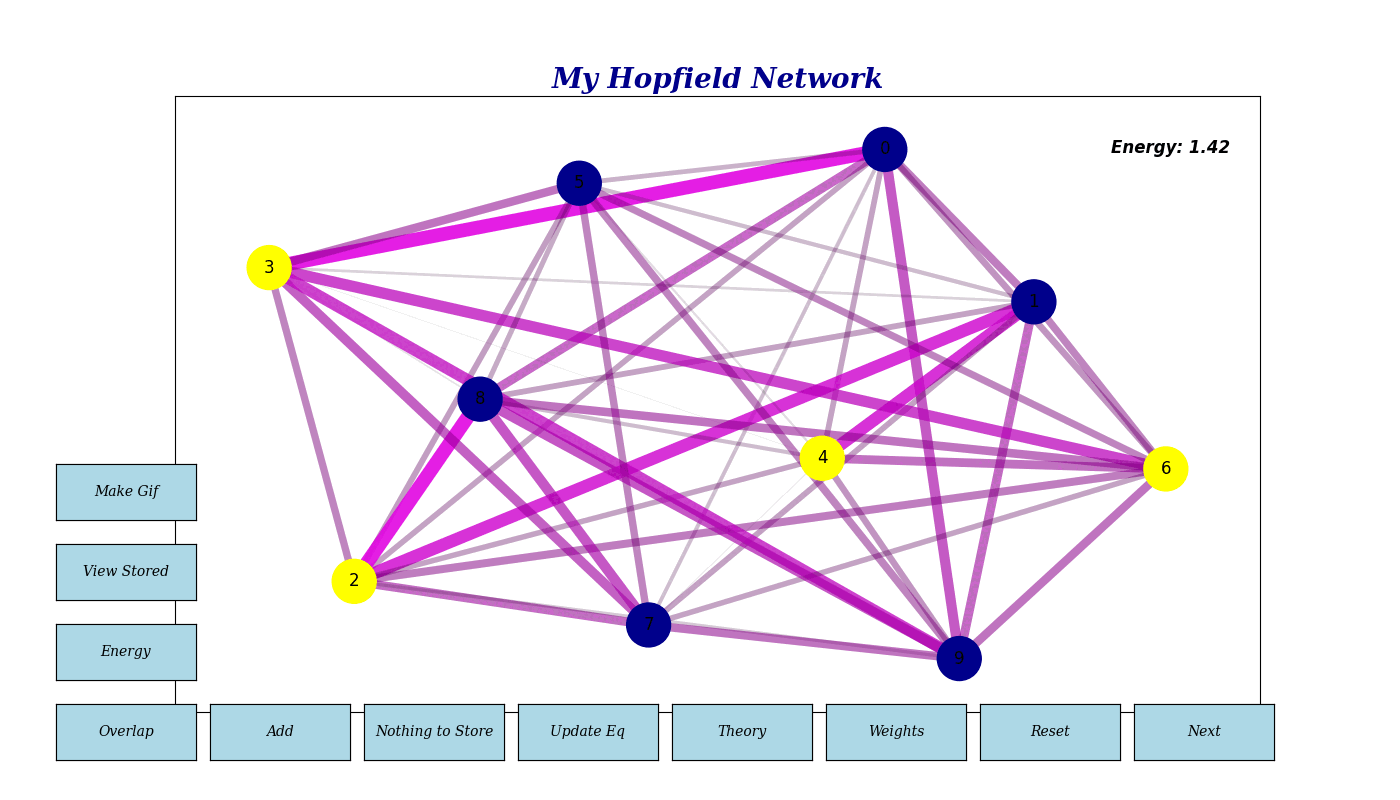 My Hopfield Network
Energy: 1.42
0
5
3
1
8
4
6
2
7
9
Make Gif
View Stored
Energy
Overlap
Add
Nothing to Store
Update Eq
Theory
Weights
Reset
Next